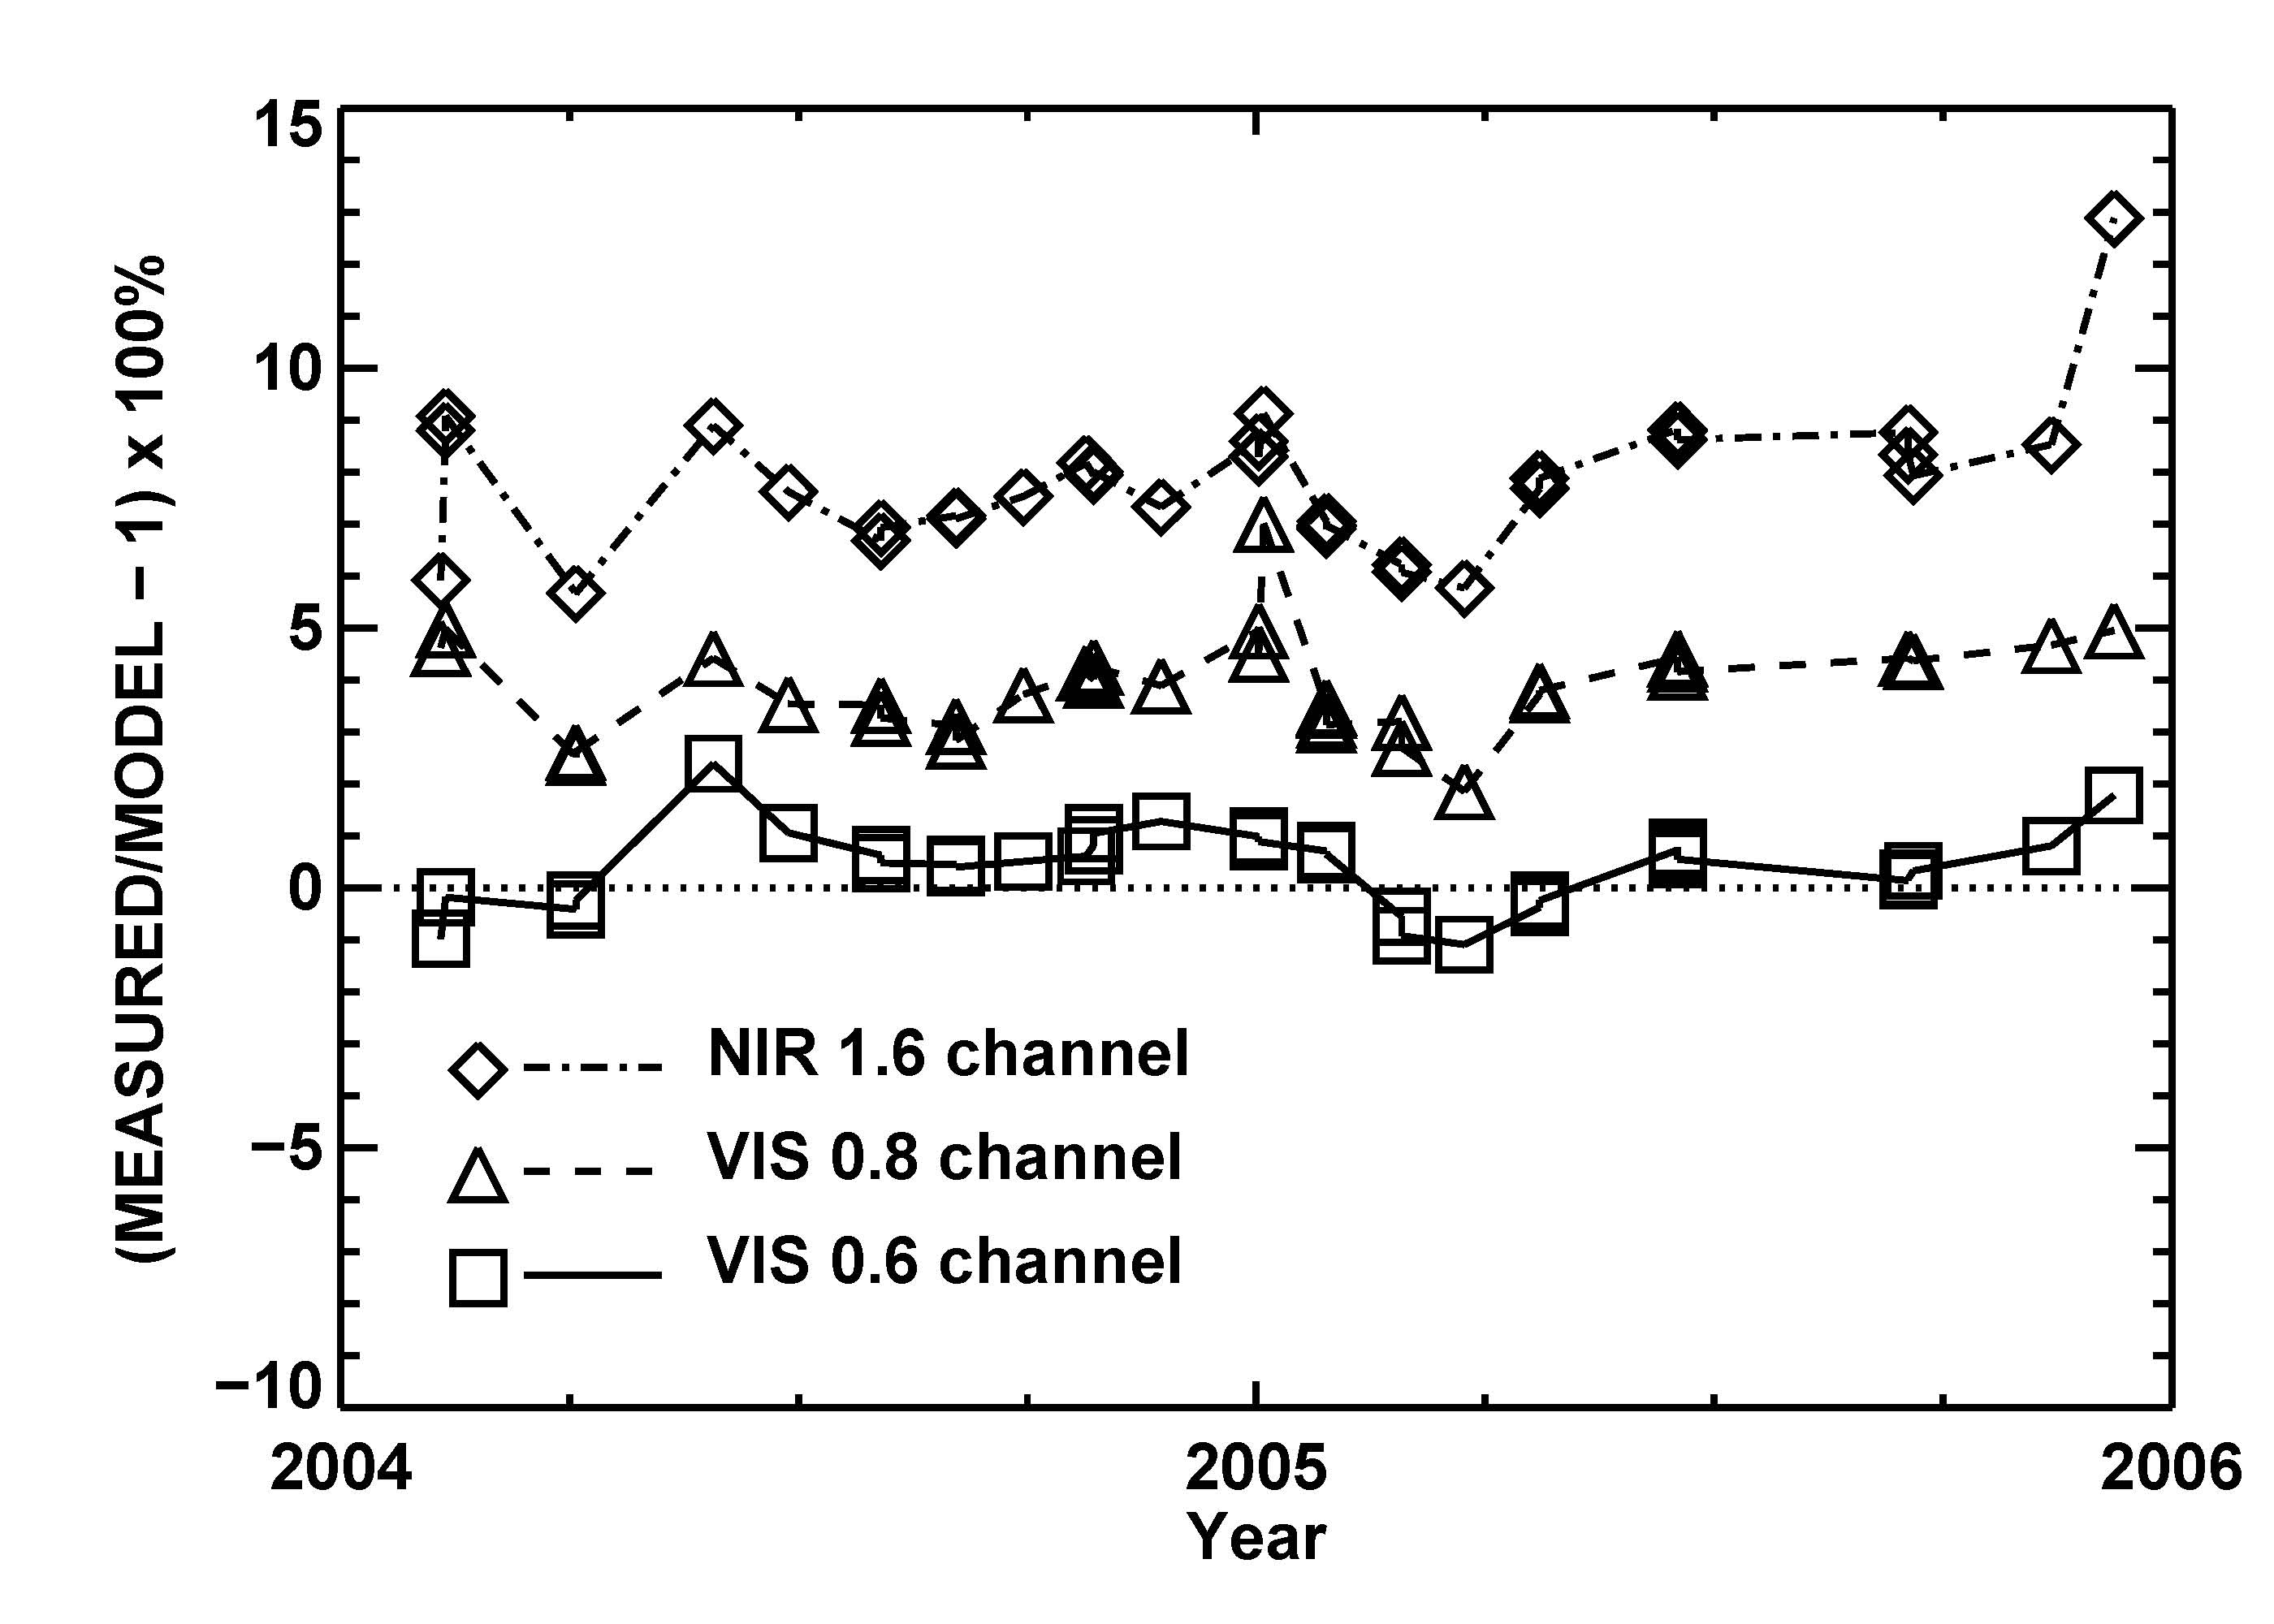 15
10
5
0
−5
−10
(MEASURED/MODEL − 1) x 100%
NIR 1.6 channel
VIS 0.8 channel
VIS 0.6 channel
2004
2005
2006
Year